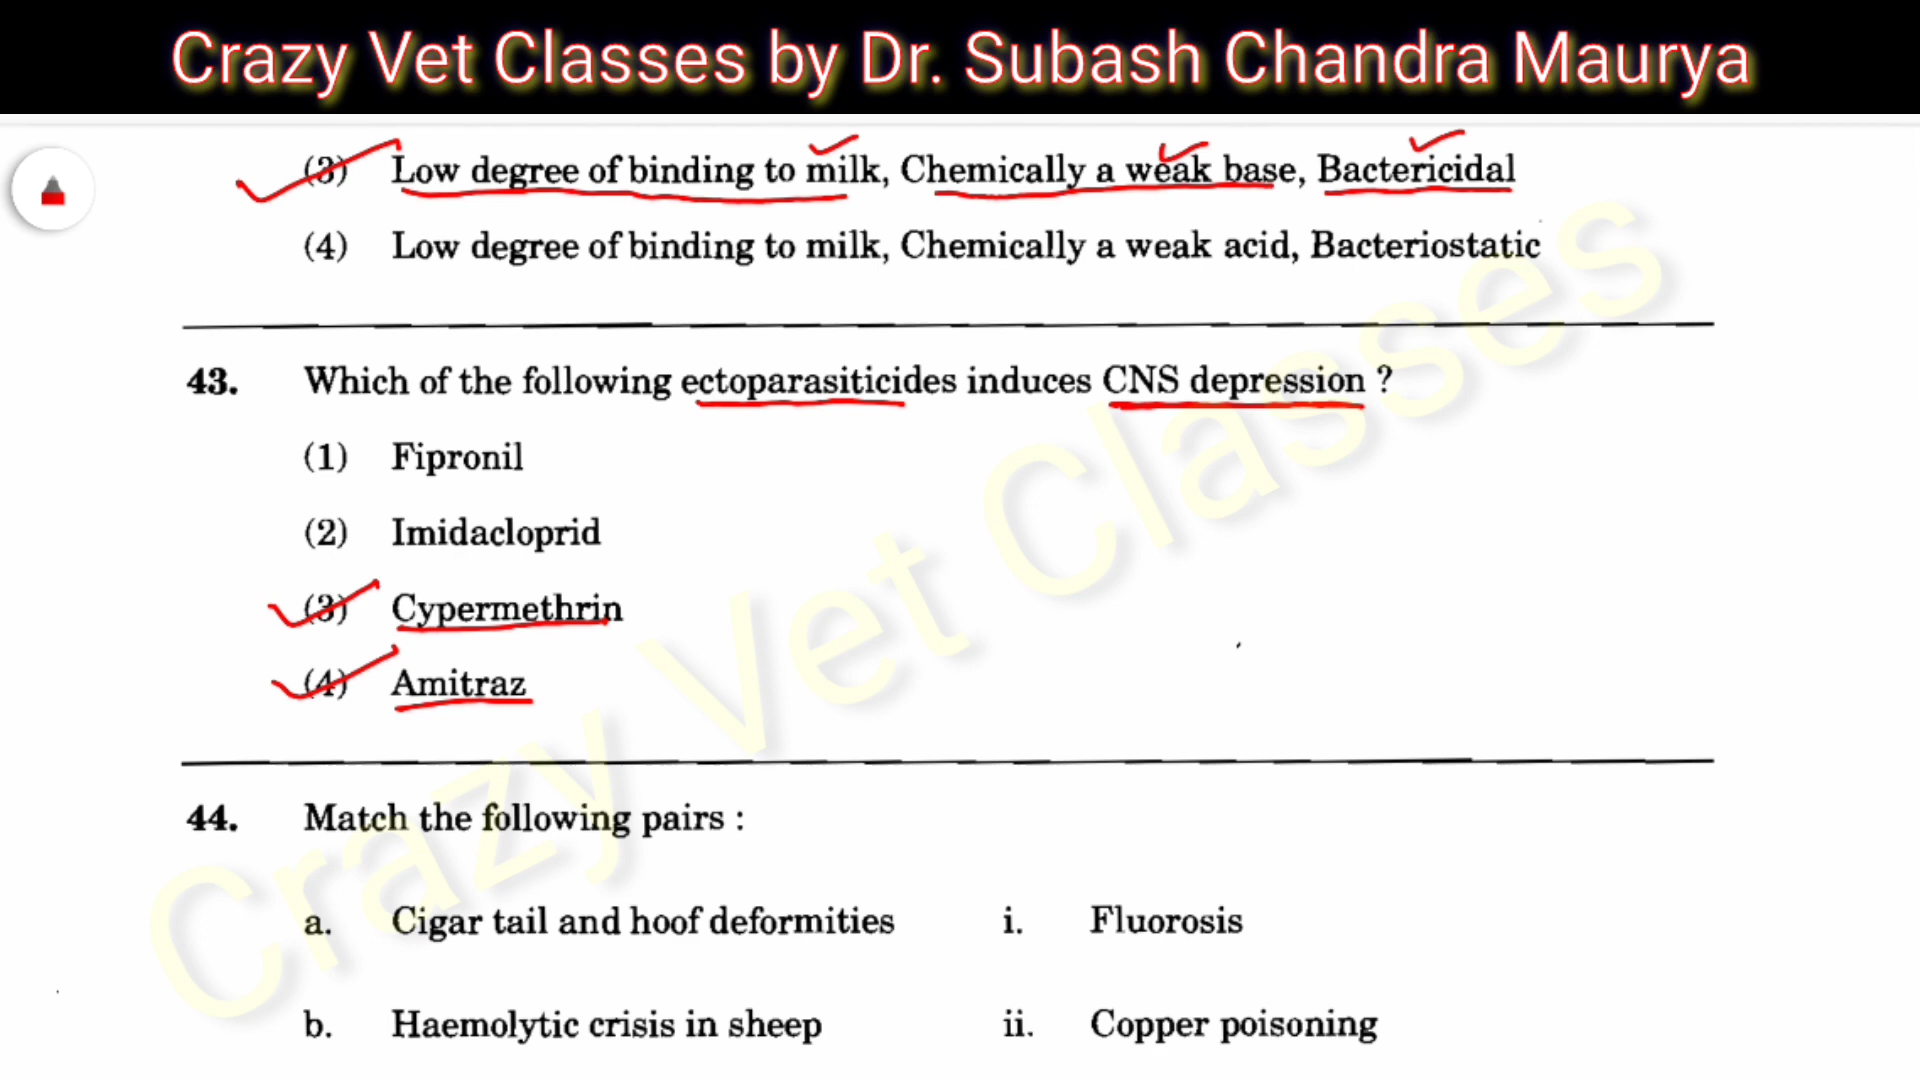 Crazy Vet Classes by Dr. Subash Chandra Maurya
(3) Low degree of binding to milk, Chemically a weak base, Bactericidal
(4) Low degree of binding to milk, Chemically a weak acid, Bacteriostatic
43. Which of the following ectoparasiticides induces CNS depression ?
(1) Fipronil
(2) Imidacloprid
(3) Cypermethrin
(4) Amitraz
44. Match the following pairs :
a. Cigar tail and hoof deformities i. Fluorosis
b. Haemolytic crisis in sheep ii. Copper poisoning
Crazy Vet Classes